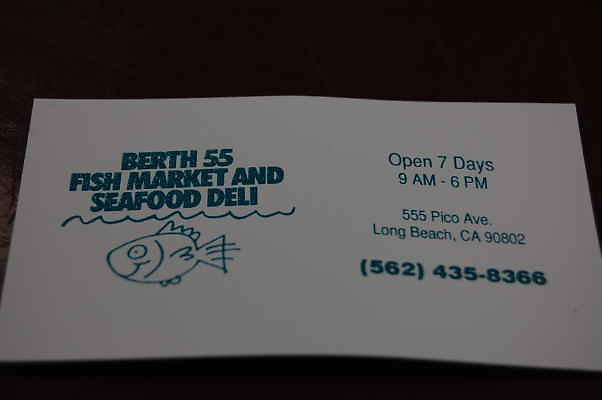 BERTH 55
FISH MARKET AND
SEAFOOD DELI
Open 7 Days
9 AM - 6 PM
555 Pico Ave.
Long Beach, CA 90802
(562) 435-8366